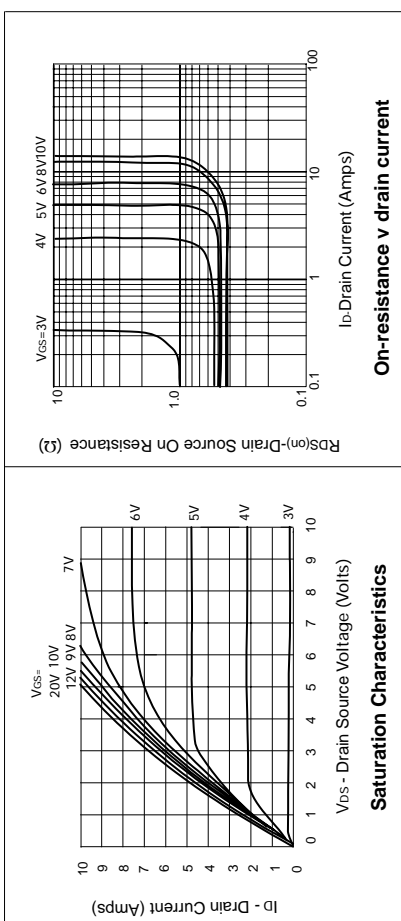 VGS=
20V 10V
12V 9V 8V
7V
6V
5V
4V
3V
10
9
8
7
6
5
4
3
2
1
0
ID - Drain Current (Amps)
0 1 2 3 4 5 6 7 8 9 10
VDS - Drain Source Voltage (Volts)
Saturation Characteristics
VGS=3V 4V 5V 6V 8V10V
10
1.0
0.1
RDS(on)-Drain Source On Resistance (Ω)
0.1 1 10 100
ID-Drain Current (Amps)
On-resistance v drain current